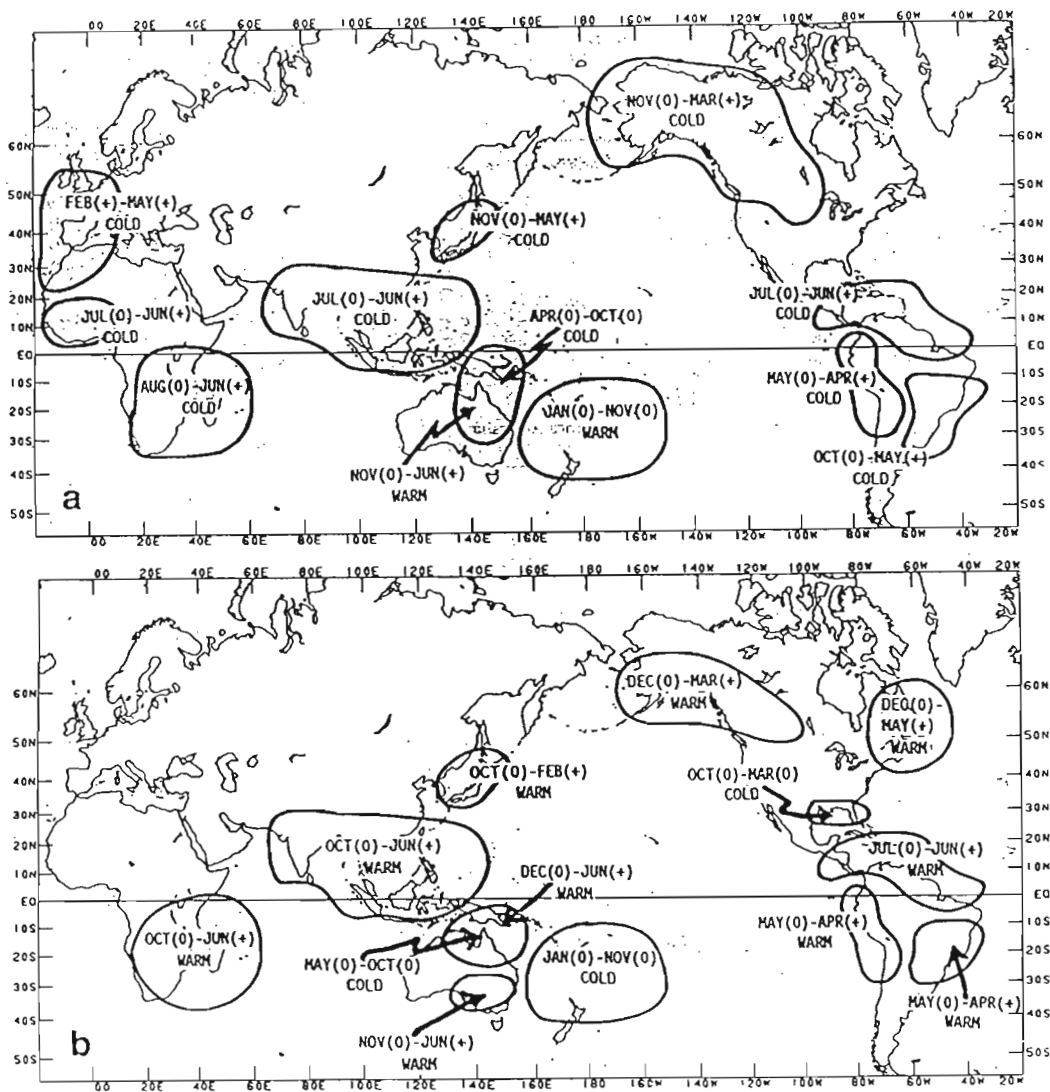 00 20E 40E 60E 80E 100E 120E 140E 160E 180 160W 140W 120W 100W 80W 60W 40W 20W
NOV(0)-MAR(+)
COLD
60N 60N
50N 50N
FEB(+)-MAY(+)
COLD
NOV(0)-MAY(+)
COLD
40N 40N
30N 30N
20N 20N
JUL(0)-JUN(+)
COLD
JUL(0)-JUN(+)
COLD
APR(0)-OCT(0)
COLD
JUL(0)-JUN(+)
COLD
10N 10N
EQ EQ
AUG(0)-JUN(+)
COLD
MAY(0)-APR(+)
COLD
10S 10S
20S 20S
JAN(0)-NOV(0)
WARM
30S 30S
OCT(0)-MAY(+)
COLD
NOV(0)-JUN(+)
WARM
40S 40S
a
50S 50S
00 20E 40E 60E 80E 100E 120E 140E 160E 180 160W 140W 120W 100W 80W 60W 40W 20W
00 20E 40E 60E 80E 100E 120E 140E 160E 180 160W 140W 120W 100W 80W 60W 40W 20W
DEC(0)-MAR(+)
WARM
60N 60N
DEC(0)-
MAY(+)
WARM
50N 50N
OCT(0)-FEB(+)
WARM
OCT(0)-MAR(0)
COLD
40N 40N
30N 30N
20N 20N
OCT(0)-JUN(+)
WARM
JUL(0)-JUN(+)
WARM
10N 10N
DEC(0)-JUN(+)
WARM
EQ EQ
MAY(0)-APR(+)
WARM
10S 10S
OCT(0)-JUN(+)
WARM
MAY(0)-OCT(0)
COLD
JAN(0)-NOV(0)
COLD
20S 20S
30S 30S
MAY(0)-APR(+)
WARM
40S 40S
NOV(0)-JUN(+)
WARM
b
50S 50S
00 20E 40E 60E 80E 100E 120E 140E 160E 180 160W 140W 120W 100W 80W 60W 40W 20W